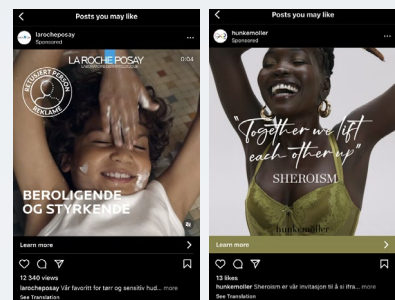 Posts you may like
larocheposay
Sponsored
LA ROCHE POSAY
0:04
RETUSJERT PERSON
REKLAME
BEROLIGENDE
OG STYRKENDE
Learn more
12 340 views
larocheposay Vår favoritt for tørr og sensitiv hud... more
See Translation
Posts you may like
hunkemoller
Sponsored
"Together we lift
each other up"
SHEROISM
hunkemöller
Learn more
13 likes
hunkemoller Sheroism er vår invitasjon til å si ifra... more
See Translation